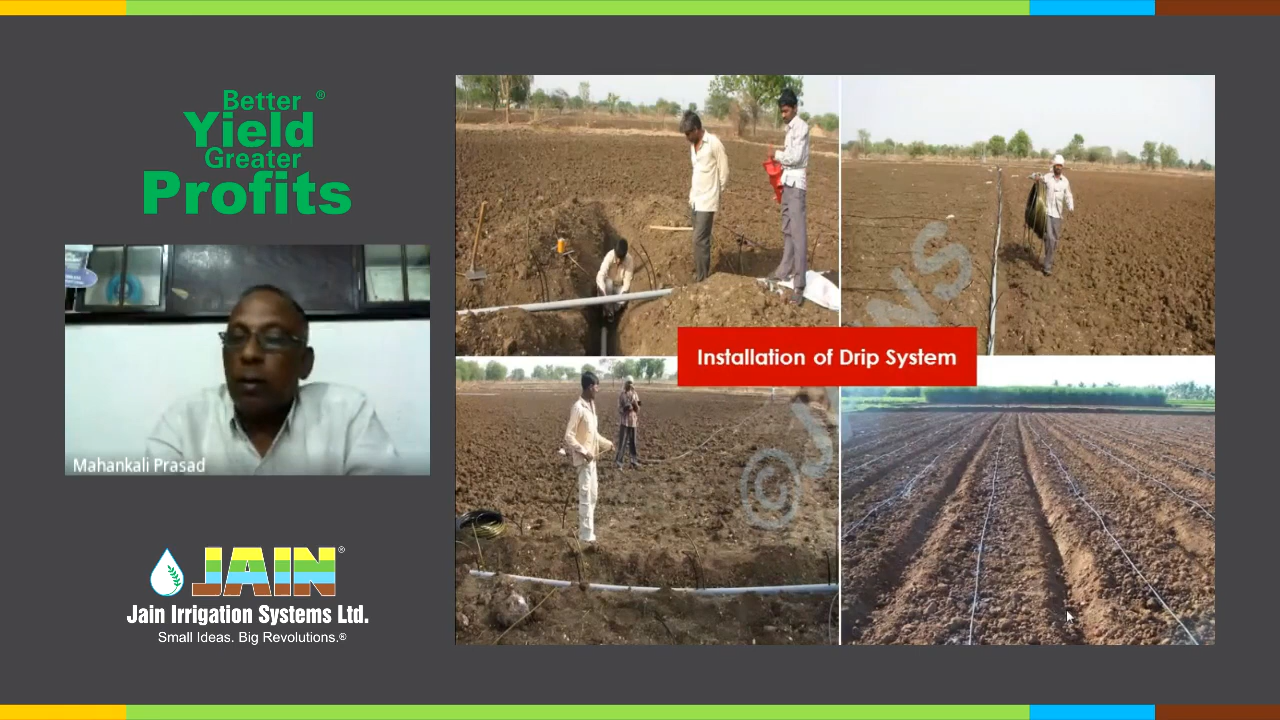 Better ®
Yield
Greater
Profits
Mahankali Prasad
JAIN®
Jain Irrigation Systems Ltd.
Small Ideas. Big Revolutions.®
Installation of Drip System